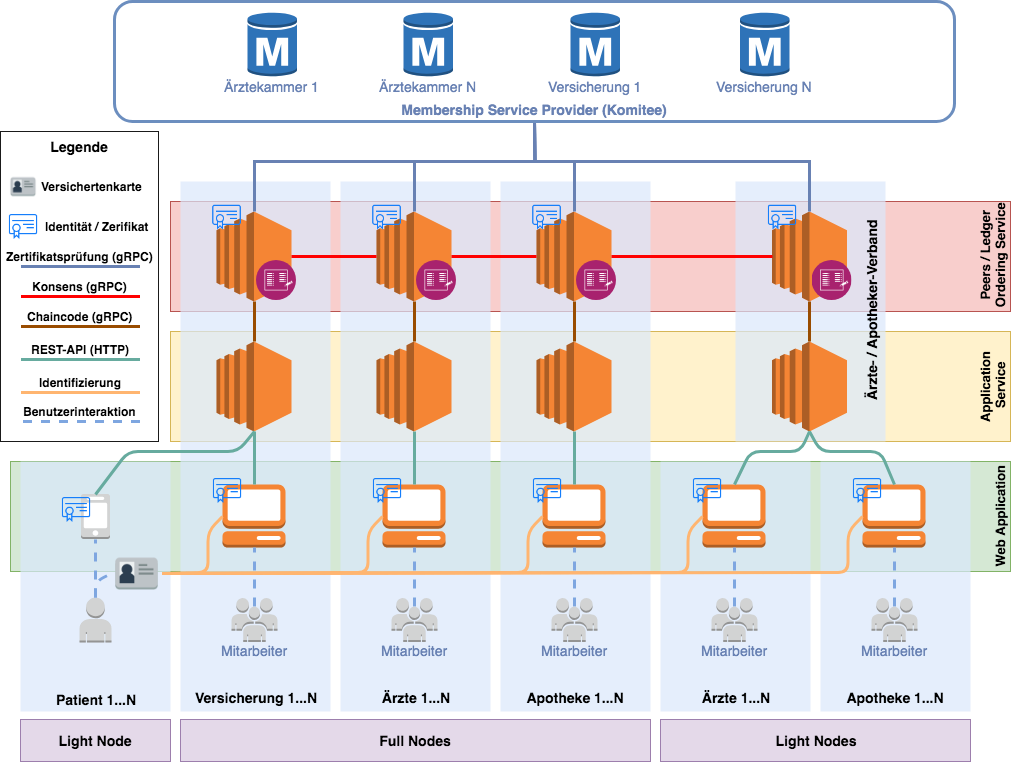 M M M M
Ärztekammer 1 Ärztekammer N Versicherung 1 Versicherung N
Membership Service Provider (Komitee)
Legende
Versichertenkarte
Identität / Zerifikat
Zertifikatsprüfung (gRPC)
Konsens (gRPC)
Chaincode (gRPC)
REST-API (HTTP)
Identifizierung
Benutzerinteraktion
Ärzte- / Apotheker-Verband
Peers / Ledger
Ordering Service
Application
Service
Web Application
Mitarbeiter Mitarbeiter Mitarbeiter Mitarbeiter Mitarbeiter
Patient 1...N Versicherung 1...N Ärzte 1...N Apotheke 1...N Ärzte 1...N Apotheke 1...N
Light Node Full Nodes Light Nodes